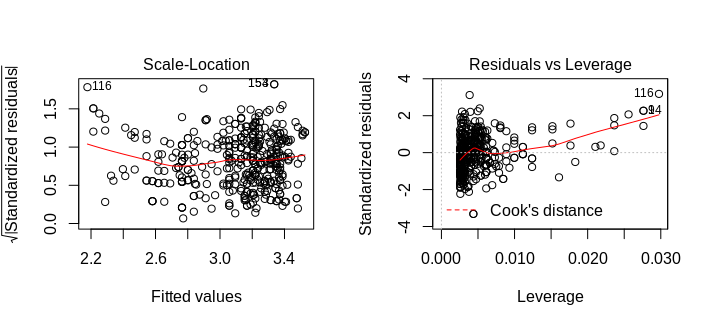 Scale-Location
√|Standardized residuals|
0.0 0.5 1.0 1.5
116
2.2 2.6 3.0 3.4
Fitted values
Residuals vs Leverage
Standardized residuals
-4 -2 0 2 4
116
94
Cook's distance
0.000 0.010 0.020 0.030
Leverage